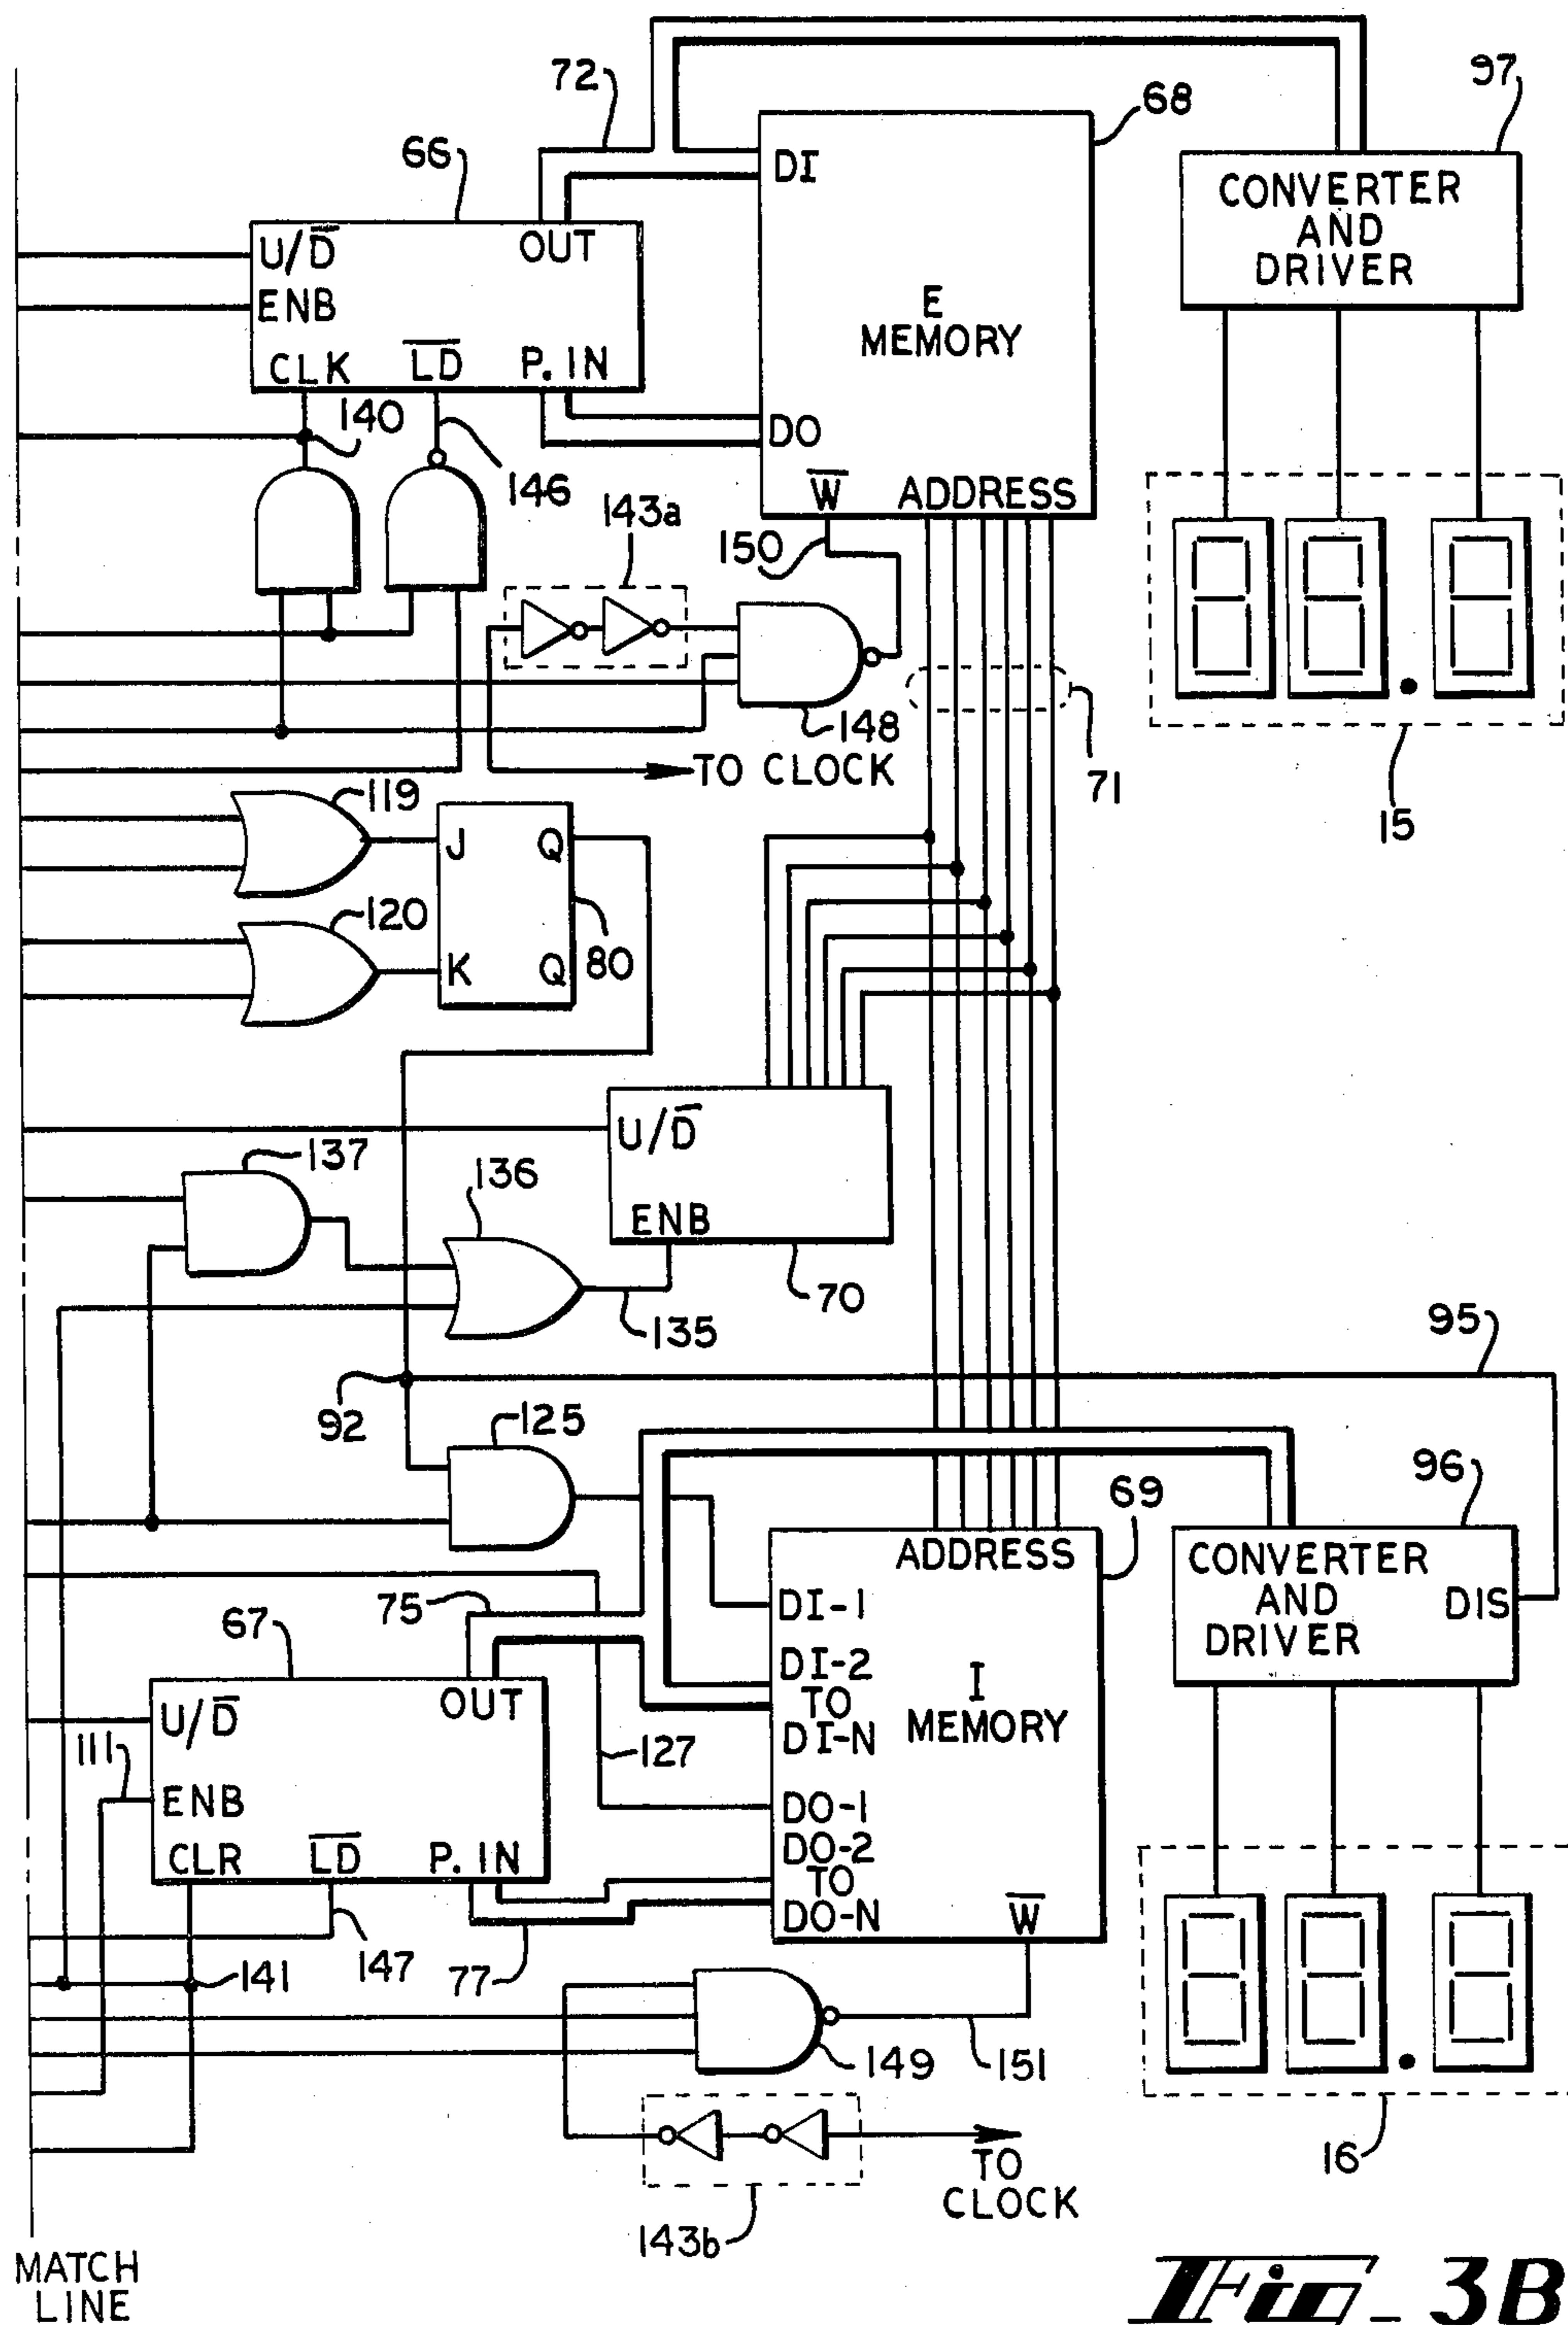 72
97
68
66
DI
CONVERTER
AND
DRIVER
U/D̅
OUT
ENB
E
MEMORY
CLK
L̅D̅
P. IN
140
DO
146
143a
W̅
ADDRESS
150
148
71
TO CLOCK
15
119
J
Q
120
80
K
Q
137
U/D̅
136
ENB
70
135
95
92
125
96
69
ADDRESS
CONVERTER
AND
DRIVER
DIS
75
DI-1
67
DI-2
TO
DI-N
I
MEMORY
OUT
U/D̅
127
111
ENB
DO-1
DO-2
TO
DO-N
CLR
L̅D̅
P. IN
W̅
147
141
77
149
151
16
TO
CLOCK
143b
MATCH
LINE
Fig_ 3B